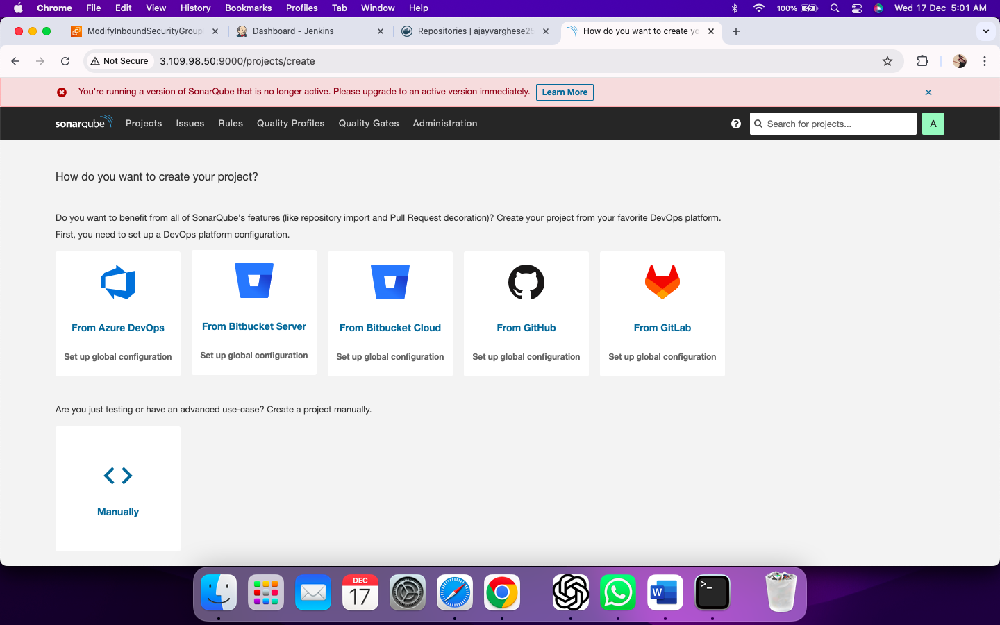 Chrome File Edit View History Bookmarks Profiles Tab Window Help 100% Wed 17 Dec 5:01 AM
ModifyInboundSecurityGroup Dashboard - Jenkins Repositories | ajayvarghese25 How do you want to create yo
Not Secure 3.109.98.50:9000/projects/create
You're running a version of SonarQube that is no longer active. Please upgrade to an active version immediately. Learn More
sonarqube Projects Issues Rules Quality Profiles Quality Gates Administration Search for projects... A
How do you want to create your project?
Do you want to benefit from all of SonarQube's features (like repository import and Pull Request decoration)? Create your project from your favorite DevOps platform.
First, you need to set up a DevOps platform configuration.
From Azure DevOps From Bitbucket Server From Bitbucket Cloud From GitHub From GitLab
Set up global configuration Set up global configuration Set up global configuration Set up global configuration Set up global configuration
Are you just testing or have an advanced use-case? Create a project manually.
Manually
DEC
17
W
>_